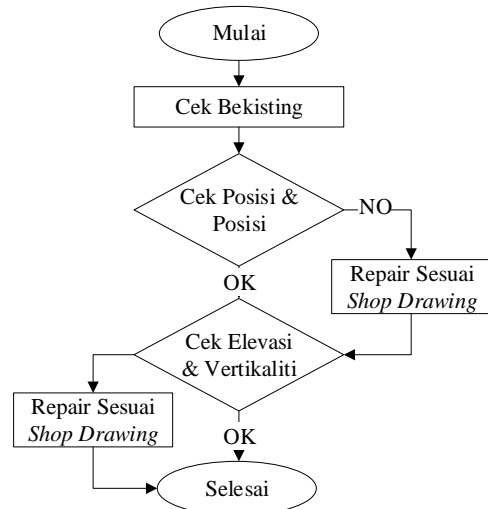 Mulai
Cek Bekisting
Cek Posisi &
Posisi
NO
Repair Sesuai
Shop Drawing
OK
Cek Elevasi
& Vertikaliti
Repair Sesuai
Shop Drawing
OK
Selesai